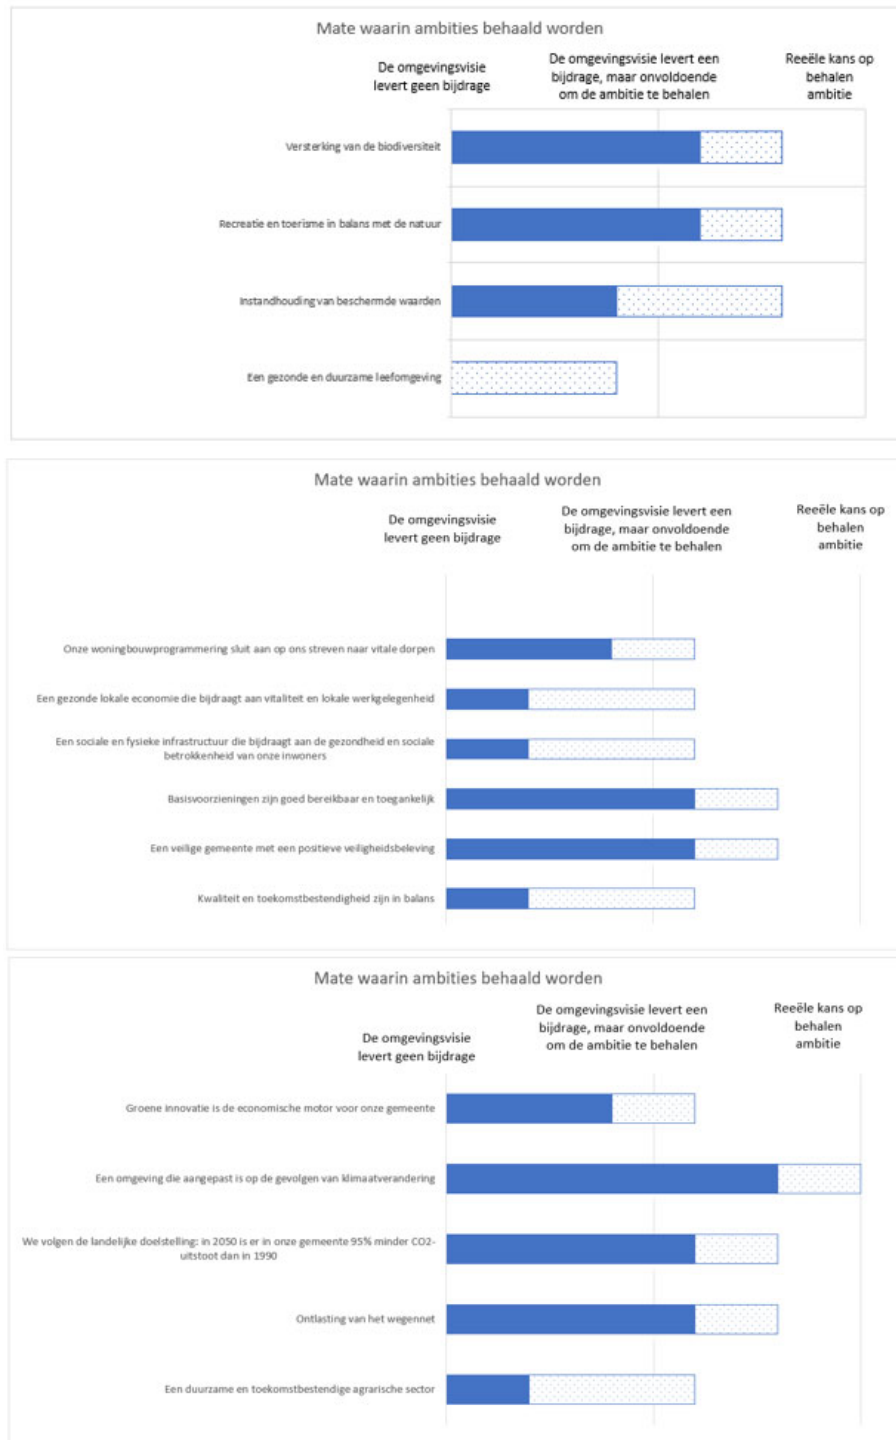 Mate waarin ambities behaald worden
De omgevingsvisie
levert geen bijdrage
De omgevingsvisie levert een
bijdrage, maar onvoldoende
om de ambitie te behalen
Reeële kans op
behalen
ambitie
Versterking van de biodiversiteit
Recreatie en toerisme in balans met de natuur
Instandhouding van beschermde waarden
Een gezonde en duurzame leefomgeving
Mate waarin ambities behaald worden
De omgevingsvisie
levert geen bijdrage
De omgevingsvisie levert een
bijdrage, maar onvoldoende
om de ambitie te behalen
Reeële kans op
behalen
ambitie
Onze woningbouwprogrammering sluit aan op ons streven naar vitale dorpen
Een gezonde lokale economie die bijdraagt aan vitaliteit en lokale werkgelegenheid
Een sociale en fysieke infrastructuur die bijdraagt aan de gezondheid en sociale
betrokkenheid van onze inwoners
Basisvoorzieningen zijn goed bereikbaar en toegankelijk
Een veilige gemeente met een positieve veiligheidsbeleving
Kwaliteit en toekomstbestendigheid zijn in balans
Mate waarin ambities behaald worden
De omgevingsvisie
levert geen bijdrage
De omgevingsvisie levert een
bijdrage, maar onvoldoende
om de ambitie te behalen
Reeële kans op
behalen
ambitie
Groene innovatie is de economische motor voor onze gemeente
Een omgeving die aangepast is op de gevolgen van klimaatverandering
We volgen de landelijke doelstelling: in 2050 is er in onze gemeente 95% minder CO2-
uitstoot dan in 1990
Ontlasting van het wegennet
Een duurzame en toekomstbestendige agrarische sector